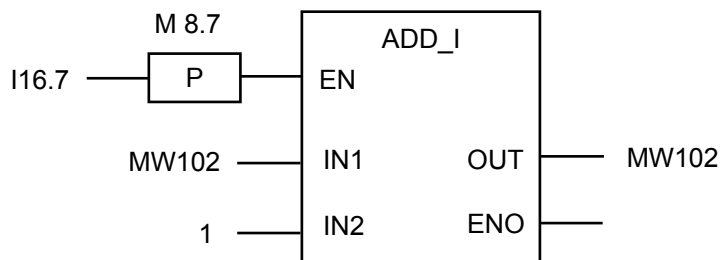 M 8.7
ADD_I
I16.7 P EN
MW102 IN1 OUT MW102
1 IN2 ENO